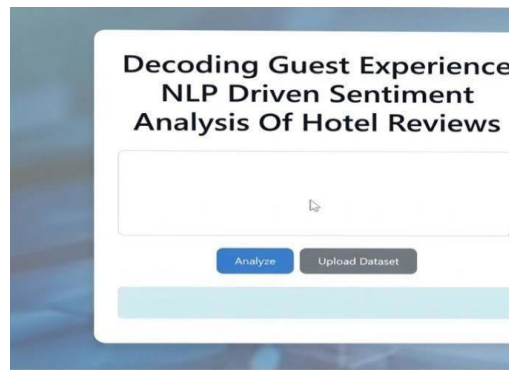 Decoding Guest Experience
NLP Driven Sentiment
Analysis Of Hotel Reviews
Analyze
Upload Dataset